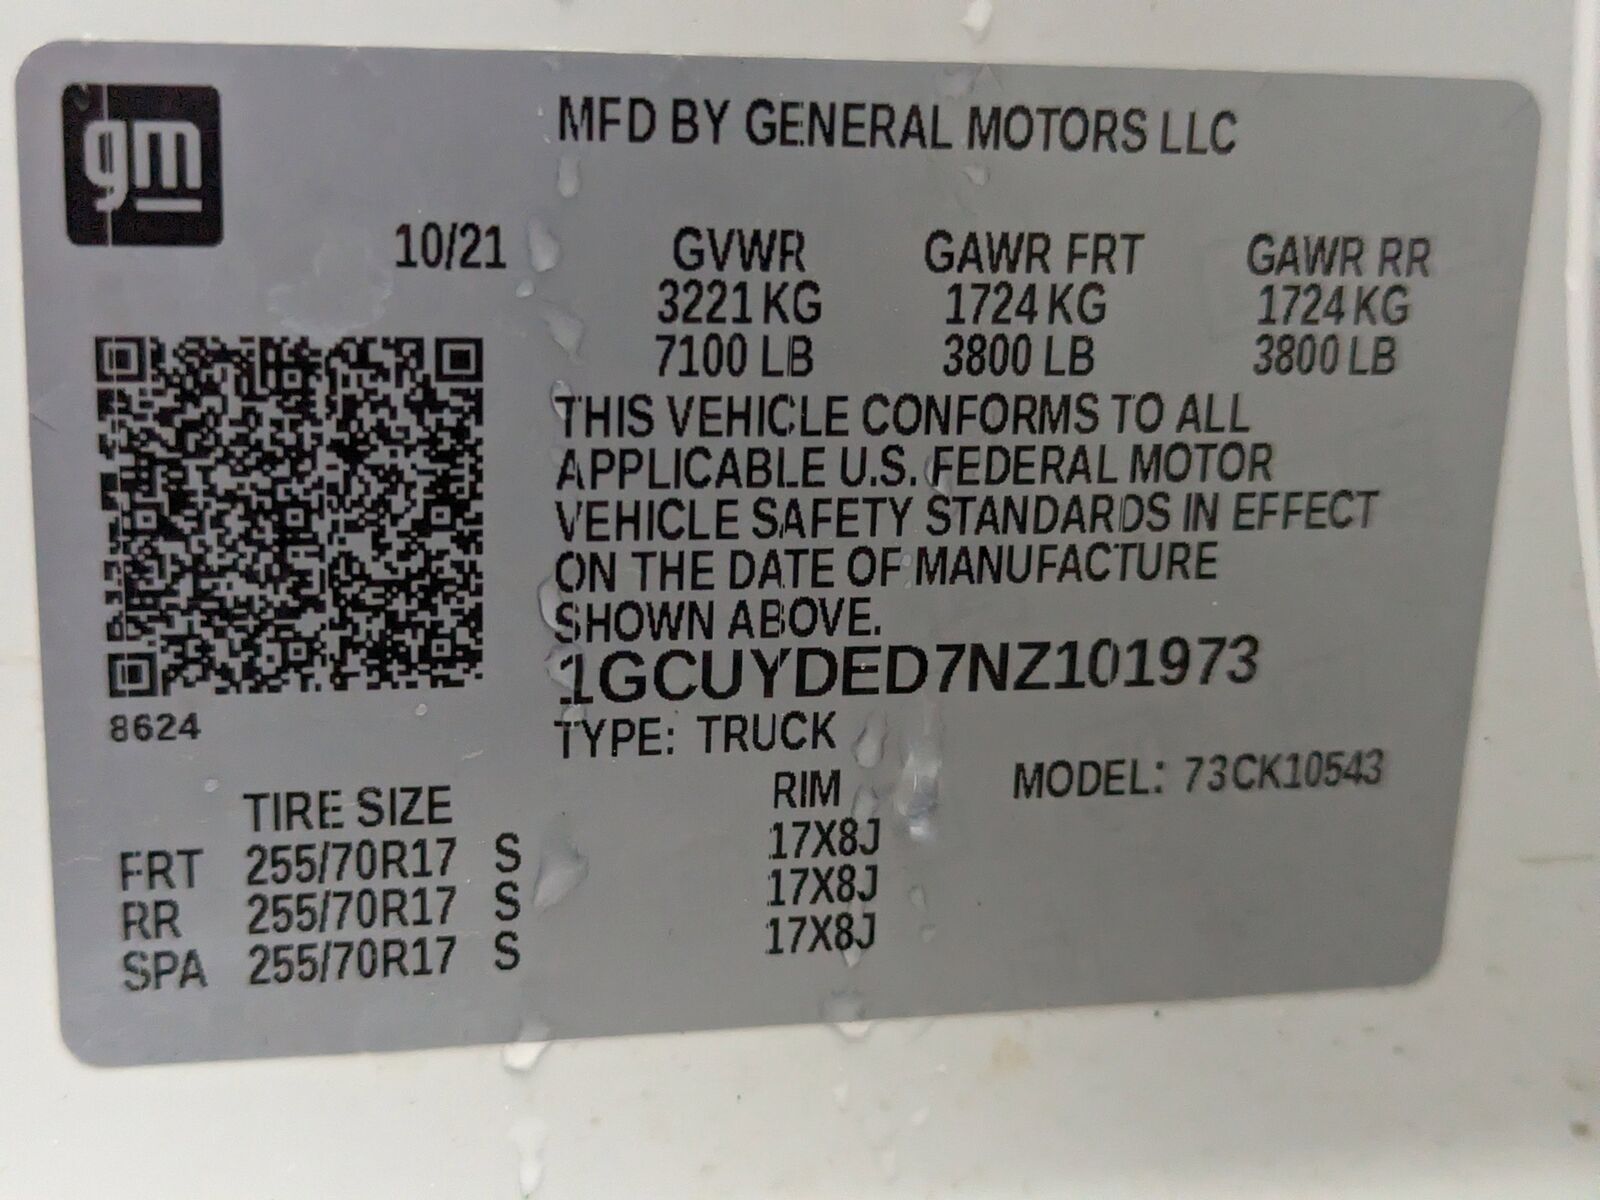 gm
MFD BY GENERAL MOTORS LLC
10/21
GVWR GAWR FRT GAWR RR
3221 KG 1724 KG 1724 KG
7100 LB 3800 LB 3800 LB
THIS VEHICLE CONFORMS TO ALL
APPLICABLE U.S. FEDERAL MOTOR
VEHICLE SAFETY STANDARDS IN EFFECT
ON THE DATE OF MANUFACTURE
SHOWN ABOVE.
1GCUYDED7NZ101973
8624
TYPE: TRUCK
MODEL: 73CK10543
TIRE SIZE RIM
FRT 255/70R17 S 17X8J
RR 255/70R17 S 17X8J
SPA 255/70R17 S 17X8J